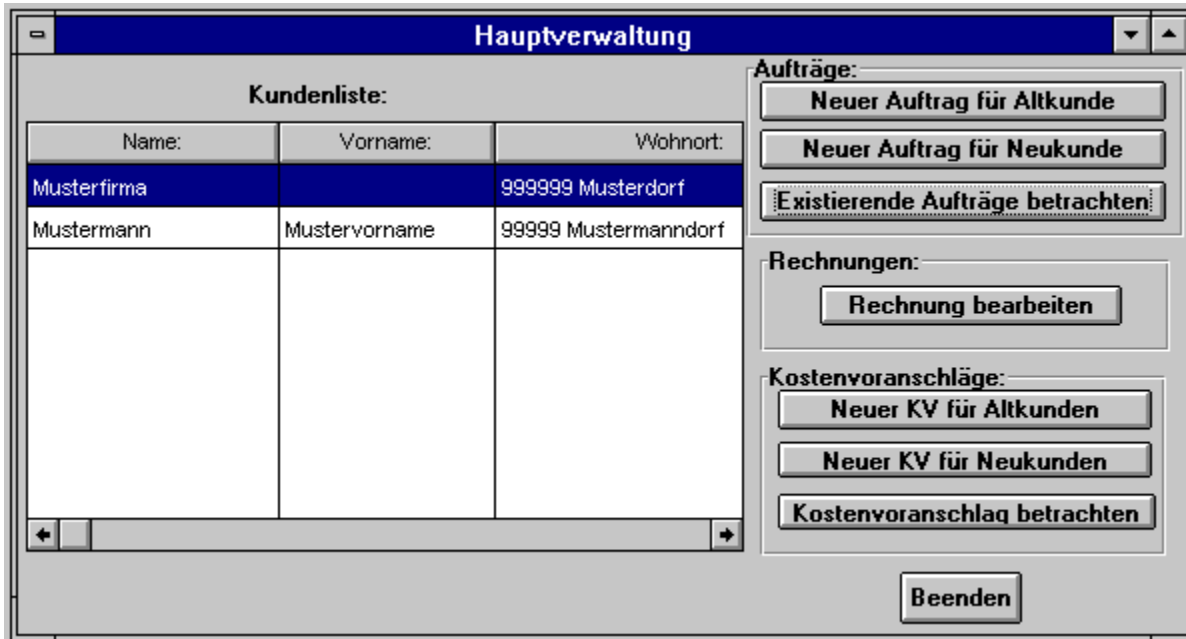 Hauptverwaltung
Kundenliste:
Name: Vorname: Wohnort:
Musterfirma 999999 Musterdorf
Mustermann Mustervorname 99999 Mustermanndorf
Aufträge:
Neuer Auftrag für Altkunde
Neuer Auftrag für Neukunde
Existierende Aufträge betrachten
Rechnungen:
Rechnung bearbeiten
Kostenvoranschläge:
Neuer KV für Altkunden
Neuer KV für Neukunden
Kostenvoranschlag betrachten
Beenden